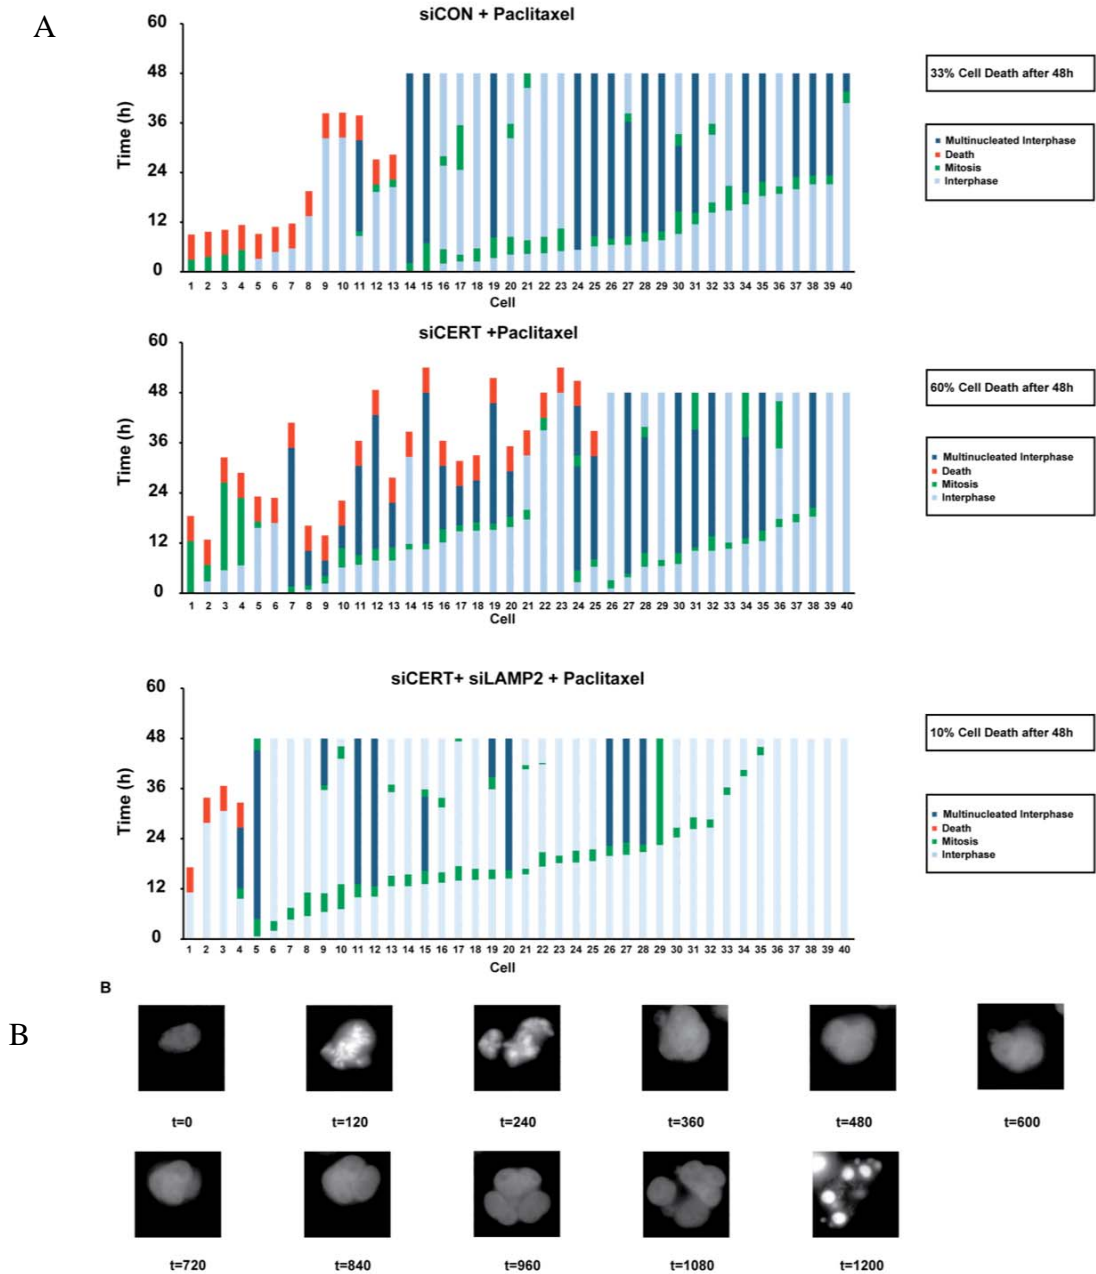 A
siCON + Paclitaxel
60
48
36
24
12
0
Time (h)
1 2 3 4 5 6 7 8 9 10 11 12 13 14 15 16 17 18 19 20 21 22 23 24 25 26 27 28 29 30 31 32 33 34 35 36 37 38 39 40
Cell
33% Cell Death after 48h
Multinucleated Interphase
Death
Mitosis
Interphase
siCERT +Paclitaxel
60
48
36
24
12
0
Time (h)
1 2 3 4 5 6 7 8 9 10 11 12 13 14 15 16 17 18 19 20 21 22 23 24 25 26 27 28 29 30 31 32 33 34 35 36 37 38 39 40
Cell
60% Cell Death after 48h
Multinucleated Interphase
Death
Mitosis
Interphase
siCERT+ siLAMP2 + Paclitaxel
60
48
36
24
12
0
Time (h)
1 2 3 4 5 6 7 8 9 10 11 12 13 14 15 16 17 18 19 20 21 22 23 24 25 26 27 28 29 30 31 32 33 34 35 36 37 38 39 40
Cell
10% Cell Death after 48h
Multinucleated Interphase
Death
Mitosis
Interphase
B
B
t=0 t=120 t=240 t=360 t=480 t=600
t=720 t=840 t=960 t=1080 t=1200